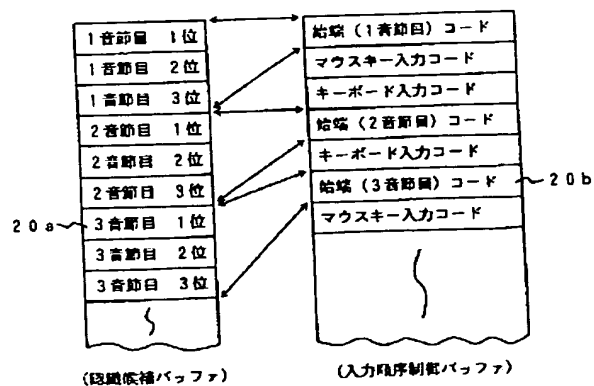 1音節目 1位
1音節目 2位
1音節目 3位
2音節目 1位
2音節目 2位
2音節目 3位
20a
3音節目 1位
3音節目 2位
3音節目 3位
(認識候補バッファ)
始端(1音節目)コード
マウスキー入力コード
キーボード入力コード
始端(2音節目)コード
キーボード入力コード
始端(3音節目)コード
20b
マウスキー入力コード
(入力順序制御バッファ)